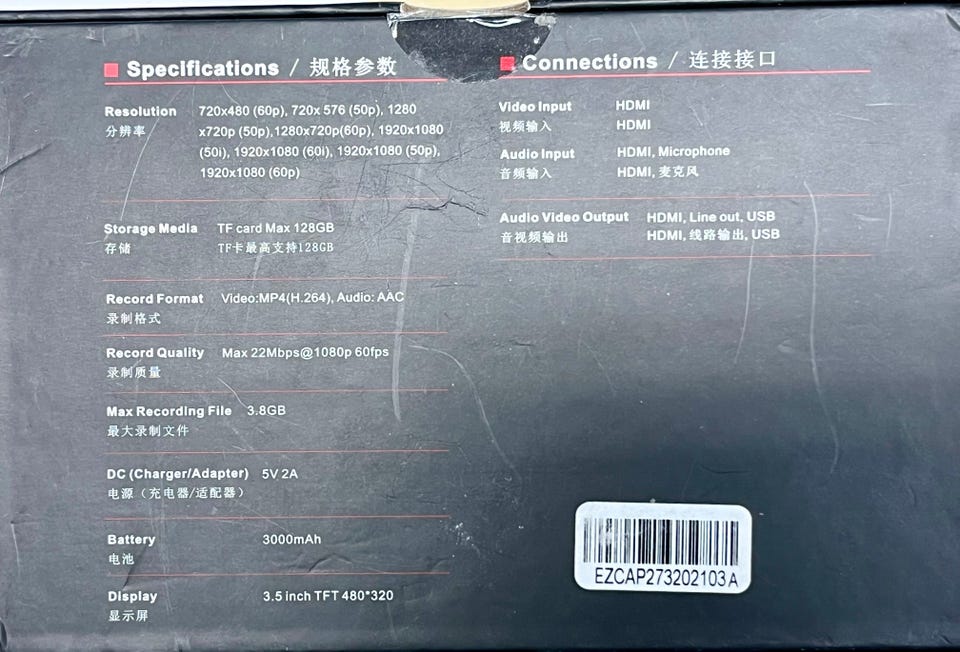 Specifications / 规格参数
Resolution 720x480 (60p), 720x 576 (50p), 1280
分辨率 x720p (50p),1280x720p(60p), 1920x1080
(50i), 1920x1080 (60i), 1920x1080 (50p),
1920x1080 (60p)
Storage Media TF card Max 128GB
存储 TF卡最高支持128GB
Record Format Video:MP4(H.264), Audio: AAC
录制格式
Record Quality Max 22Mbps@1080p 60fps
录制质量
Max Recording File 3.8GB
最大录制文件
DC (Charger/Adapter) 5V 2A
电源（充电器/适配器）
Battery 3000mAh
电池
Display 3.5 inch TFT 480*320
显示屏
Connections / 连接接口
Video Input HDMI
视频输入 HDMI
Audio Input HDMI, Microphone
音频输入 HDMI, 麦克风
Audio Video Output HDMI, Line out, USB
音视频输出 HDMI, 线路输出, USB
EZCAP273202103A